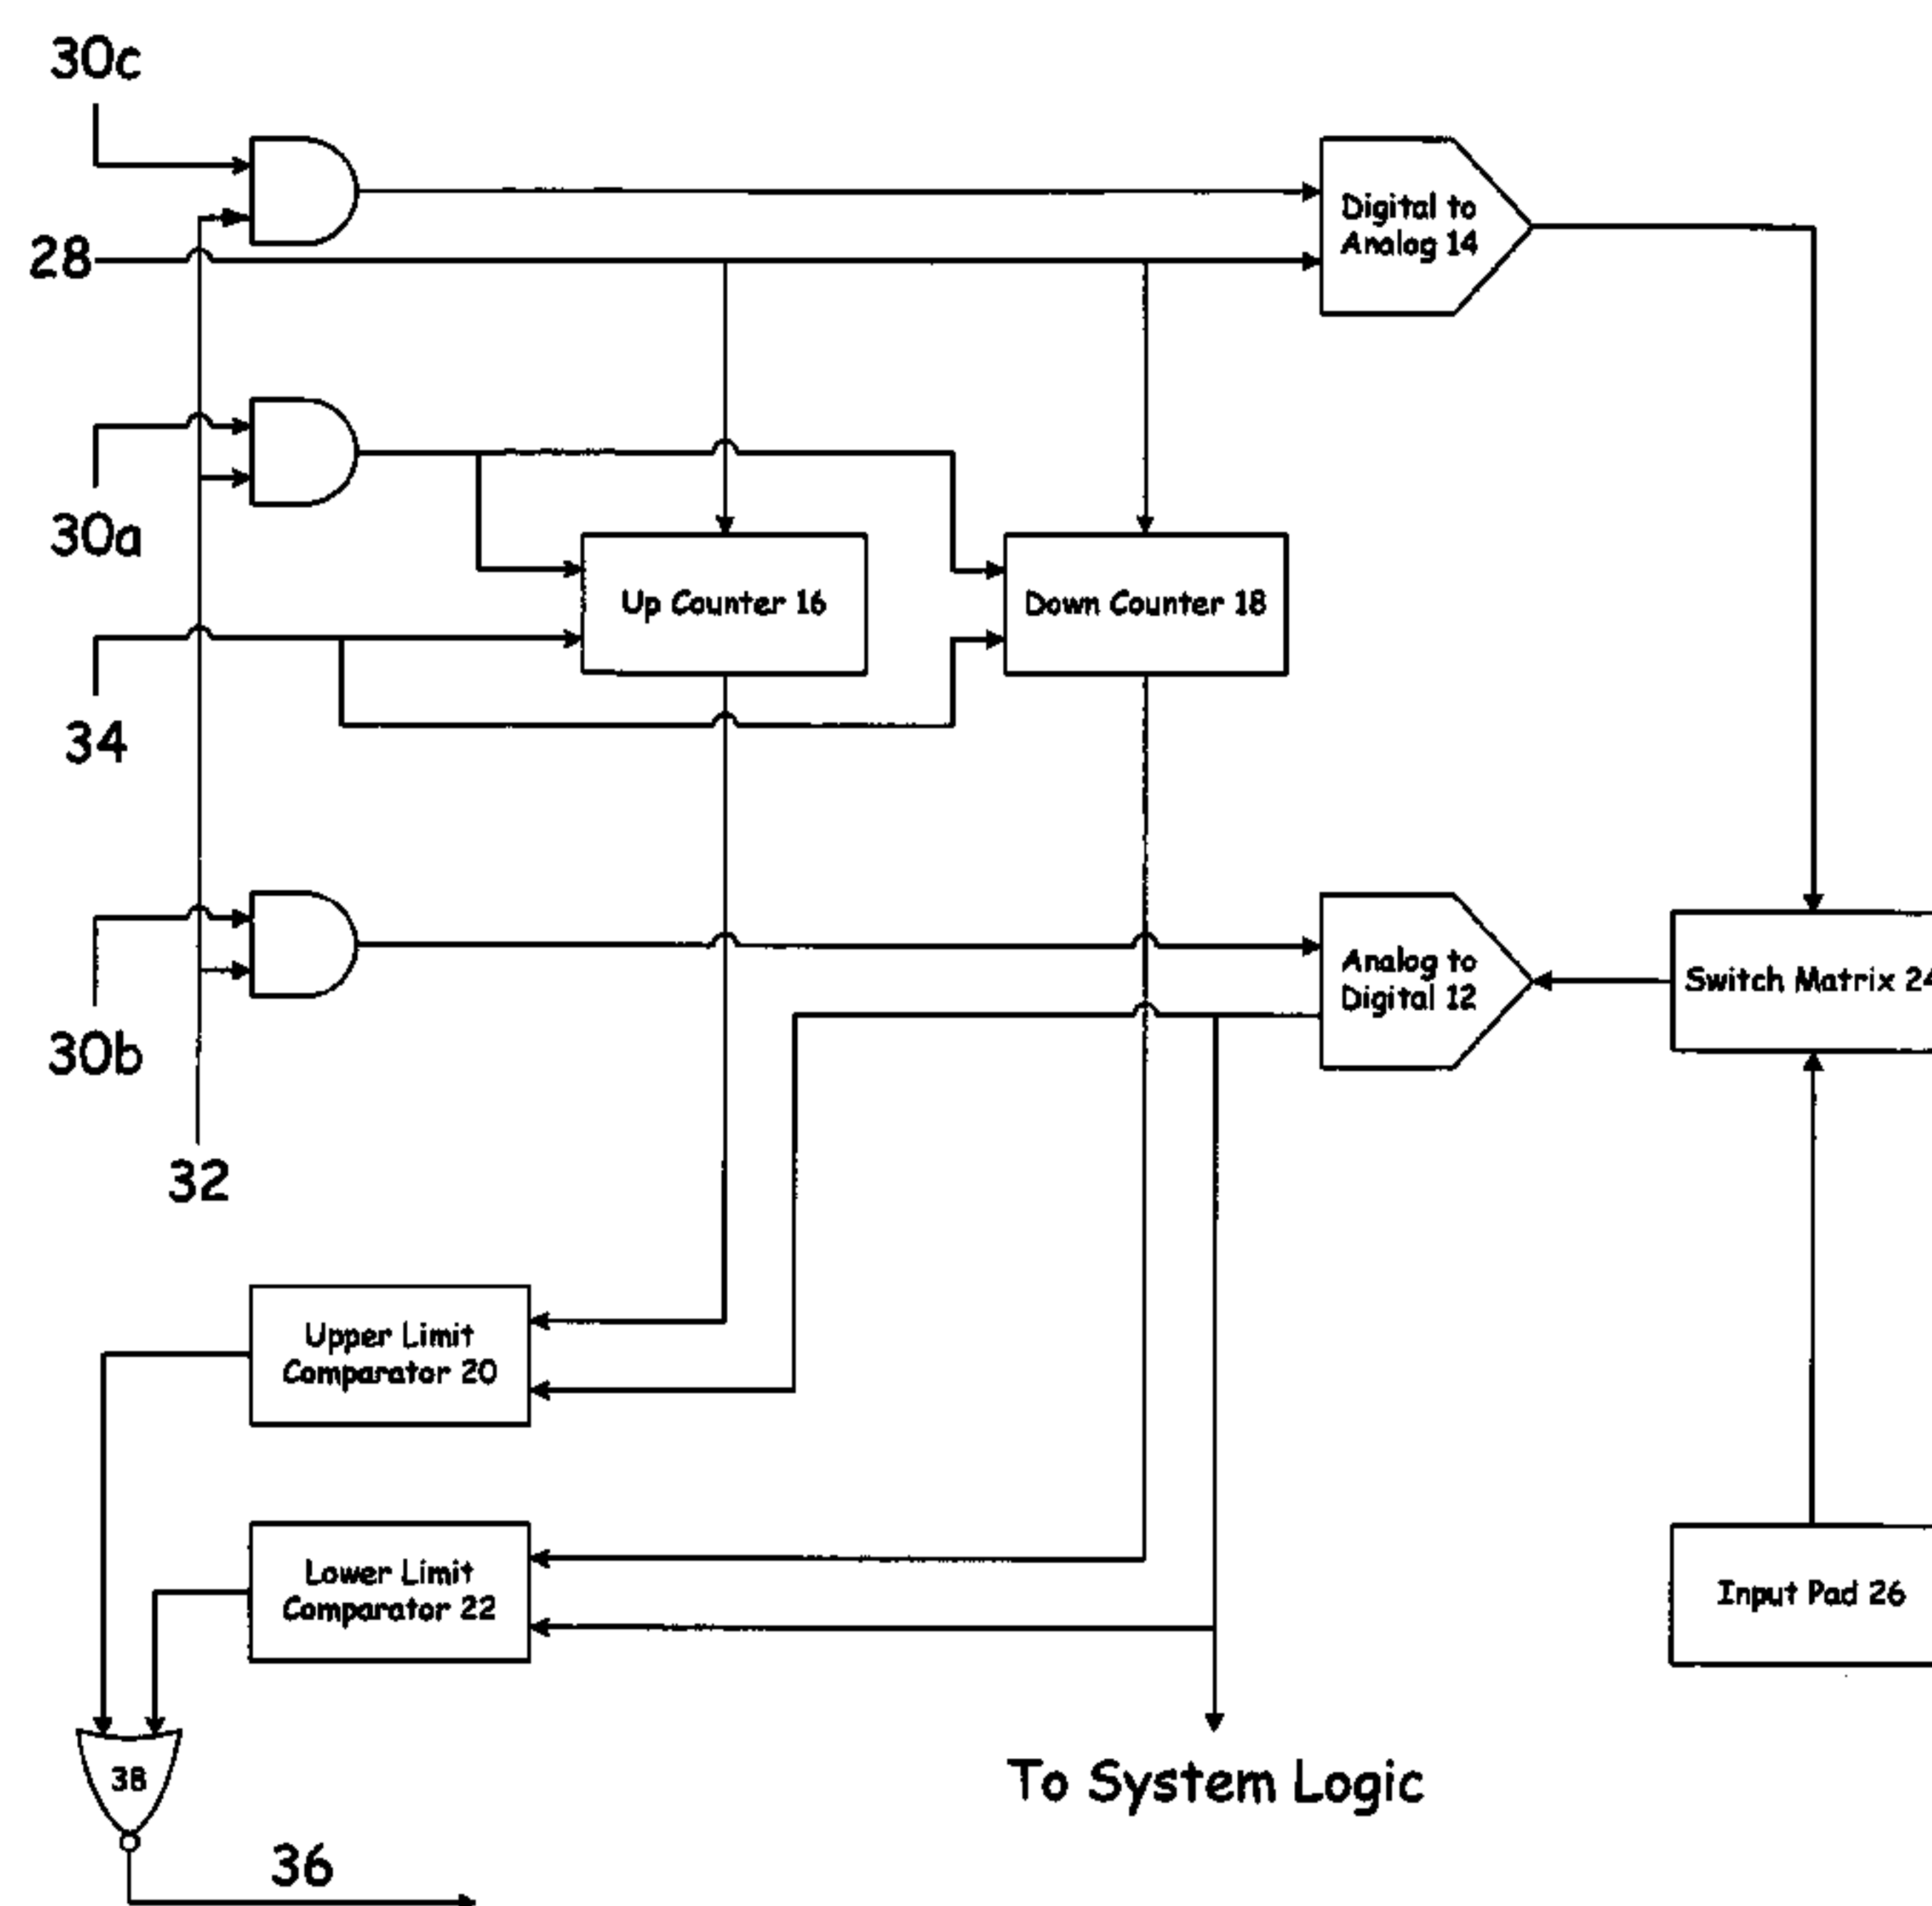 30c
28
Digital to
Analog 14
30a
Up Counter 16
Down Counter 18
34
Analog to
Digital 12
Switch Matrix 24
30b
32
Upper Limit
Comparator 20
Lower Limit
Comparator 22
Input Pad 26
38
To System Logic
36